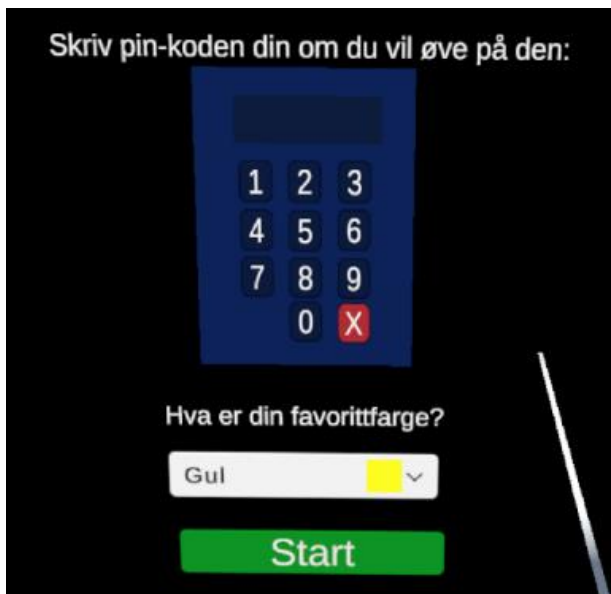 Skriv pin-koden din om du vil øve på den:
1 2 3
4 5 6
7 8 9
0 X
Hva er din favorittfarge?
Gul
Start